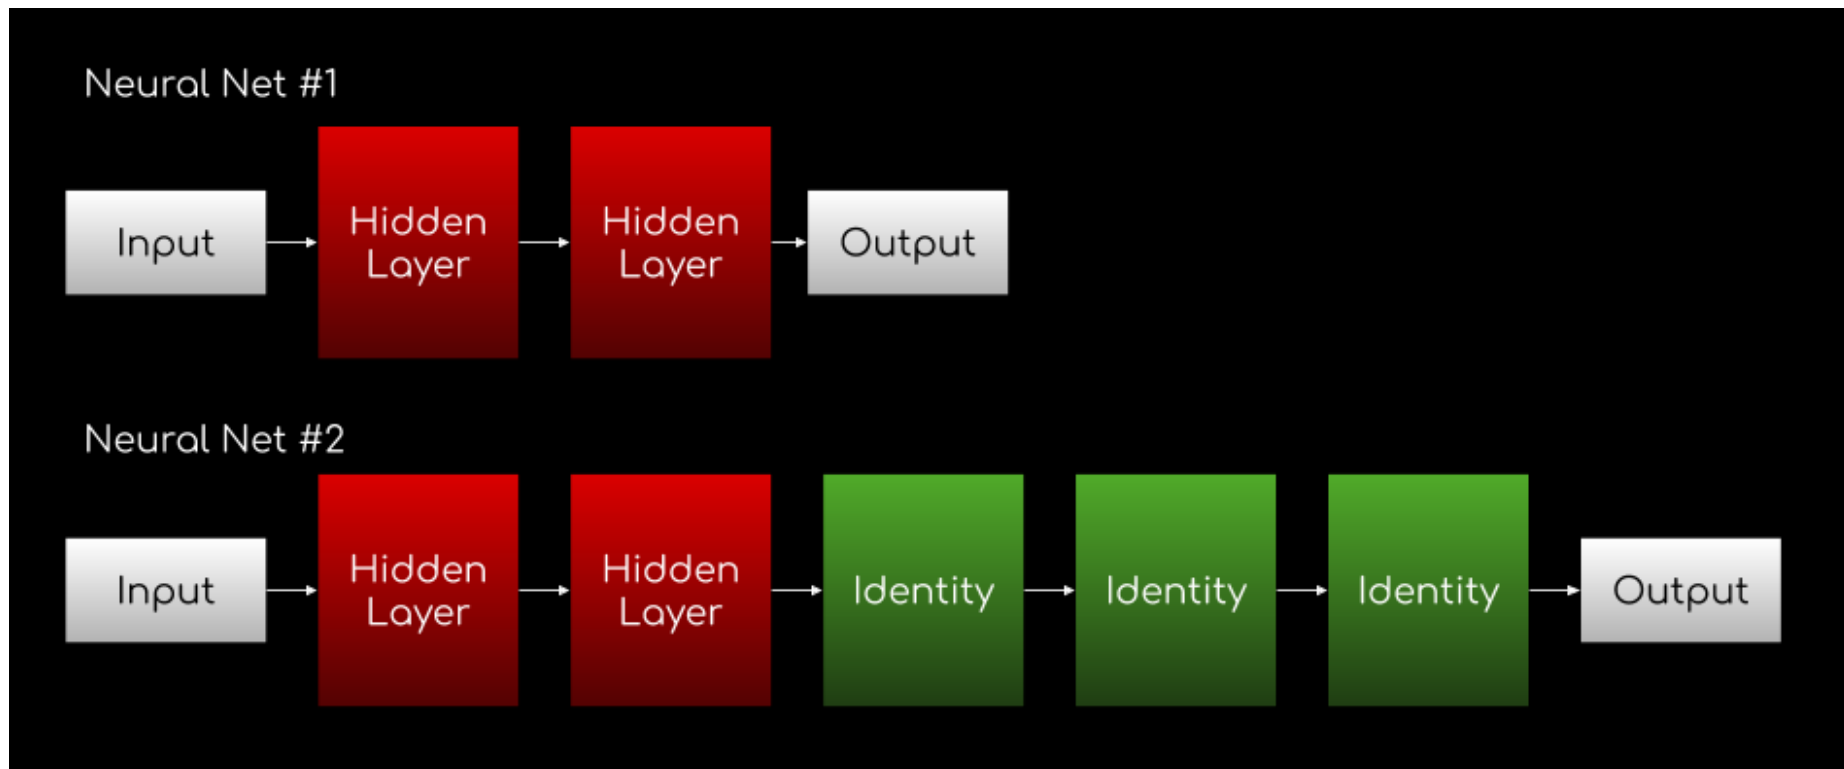 Neural Net #1
Input
Hidden
Layer
Hidden
Layer
Output
Neural Net #2
Input
Hidden
Layer
Hidden
Layer
Identity
Identity
Identity
Output